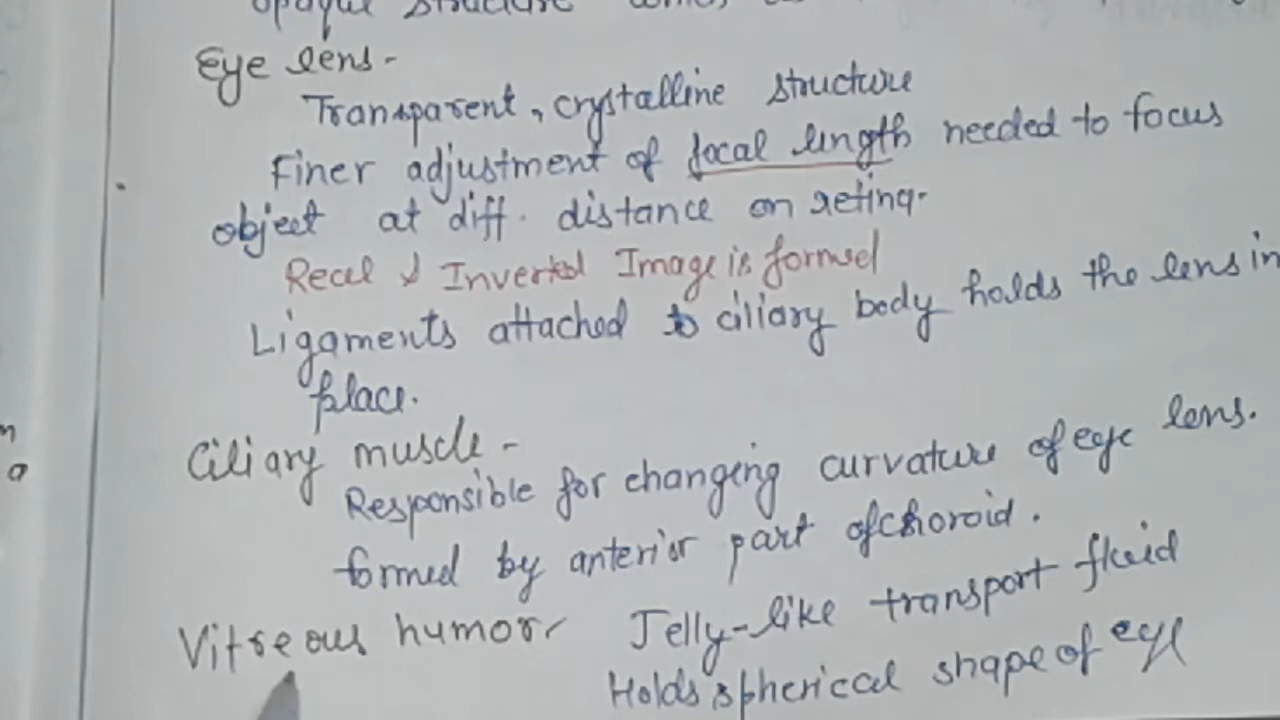 opaque structure
Eye lens-
Transparent, crystalline structure
Finer adjustment of focal length needed to focus
object at diff. distance on retina.
Real & Inverted Image is formed
Ligaments attached to ciliary body holds the lens in
place.
Ciliary muscle -
Responsible for changing curvature of eye lens.
formed by anterior part of choroid.
Vitreous humor- Jelly-like transport fluid
Holds spherical shape of eye